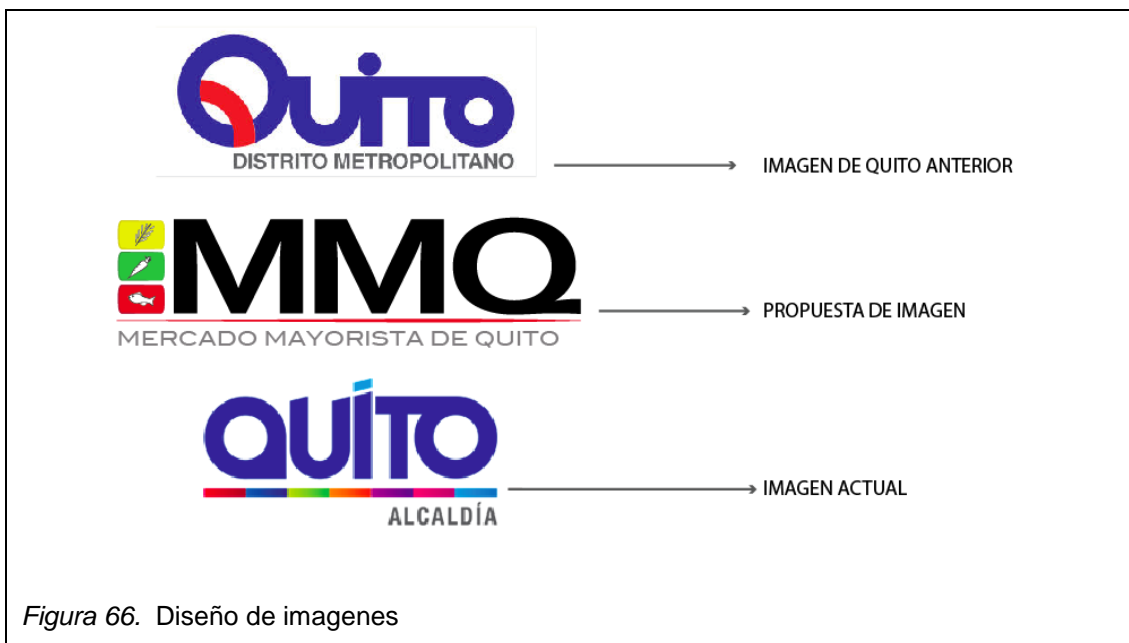 Quito
DISTRITO METROPOLITANO
IMAGEN DE QUITO ANTERIOR
MMQ
PROPUESTA DE IMAGEN
MERCADO MAYORISTA DE QUITO
QUITO
IMAGEN ACTUAL
ALCALDÍA
Figura 66. Diseño de imagenes